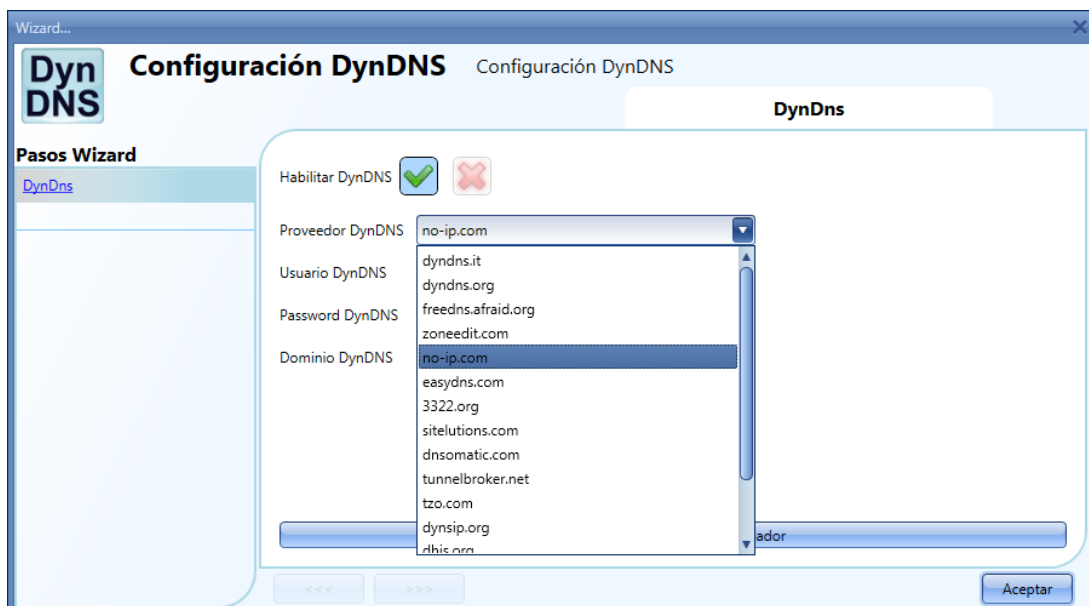 Wizard...
Dyn
DNS
Configuración DynDNS
Configuración DynDNS
DynDns
Pasos Wizard
DynDns
Habilitar DynDNS
Proveedor DynDNS
no-ip.com
Usuario DynDNS
Password DynDNS
Dominio DynDNS
dyndns.it
dyndns.org
freedns.afraid.org
zoneedit.com
no-ip.com
easydns.com
3322.org
sitelutions.com
dnsomatic.com
tunnelbroker.net
tzo.com
dynsip.org
dhis.org
ador
<<<
>>>
Aceptar